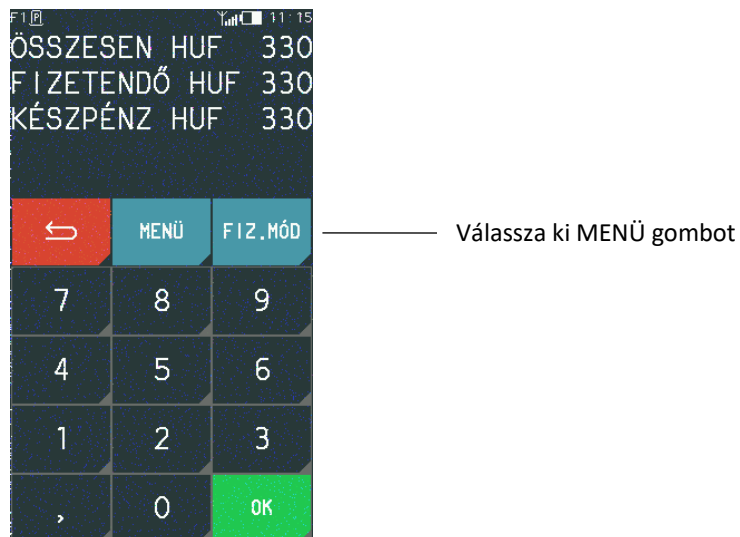 F1 P 11:15
ÖSSZESEN HUF 330
FIZETENDŐ HUF 330
KÉSZPÉNZ HUF 330
MENÜ FIZ.MÓD
Válassza ki MENÜ gombot
7 8 9
4 5 6
1 2 3
, 0 OK